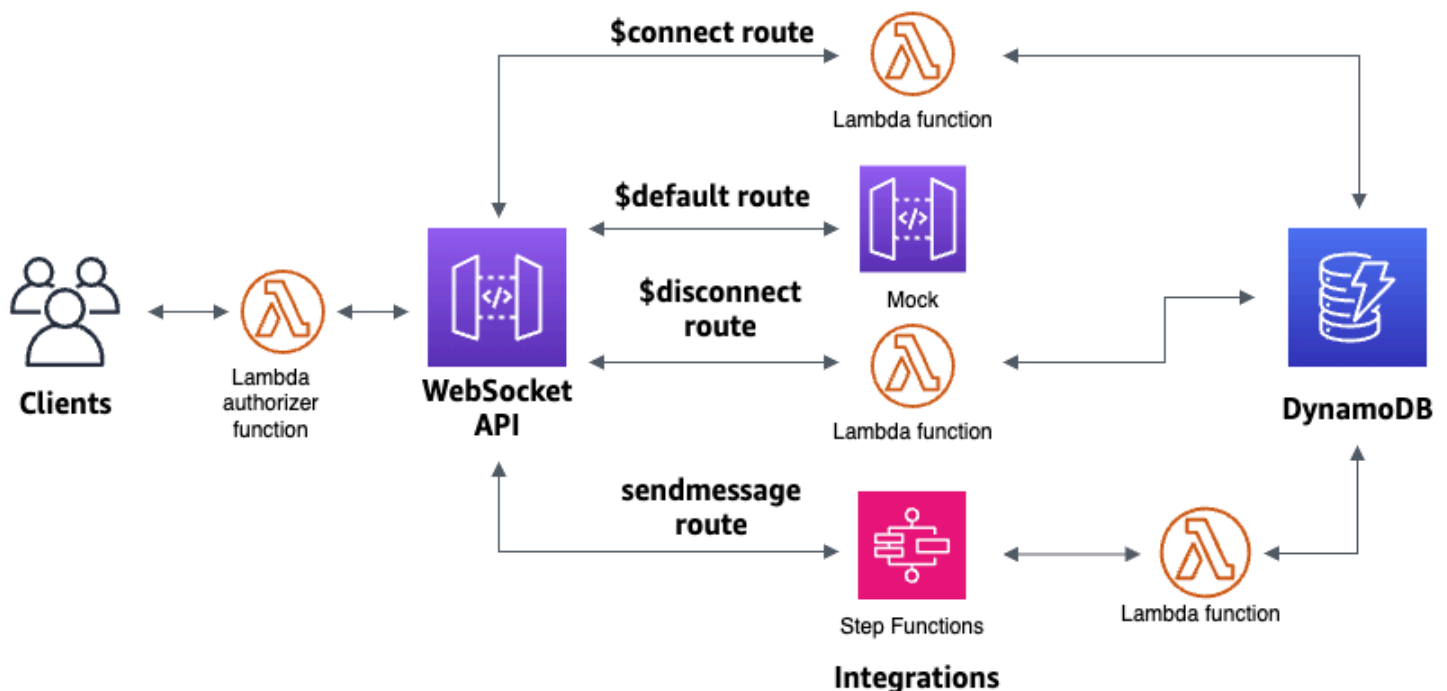 $connect route
Lambda function
$default route
</>
Mock
$disconnect
route
</>
Lambda function
Clients
Lambda
authorizer
function
WebSocket
API
DynamoDB
sendmessage
route
Step Functions
Lambda function
Integrations